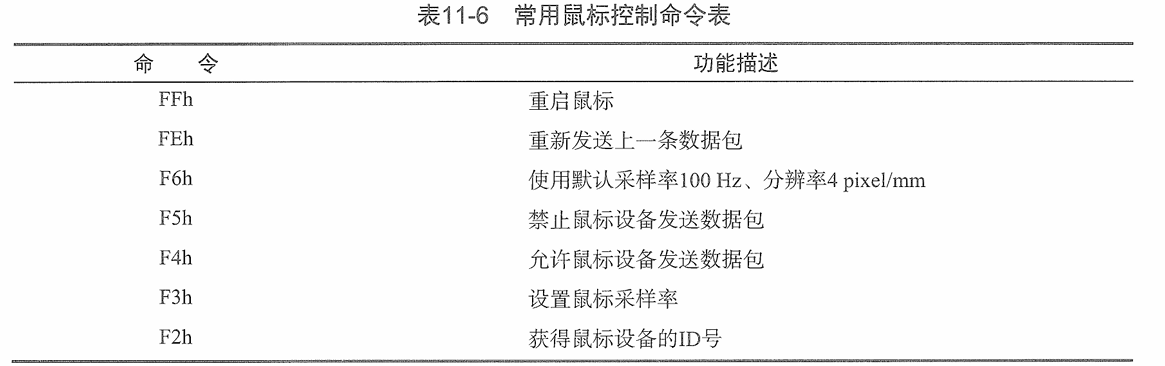 表11-6 常用鼠标控制命令表
命 令 功能描述
FFh 重启鼠标
FEh 重新发送上一条数据包
F6h 使用默认采样率100 Hz、分辨率4 pixel/mm
F5h 禁止鼠标设备发送数据包
F4h 允许鼠标设备发送数据包
F3h 设置鼠标采样率
F2h 获得鼠标设备的ID号